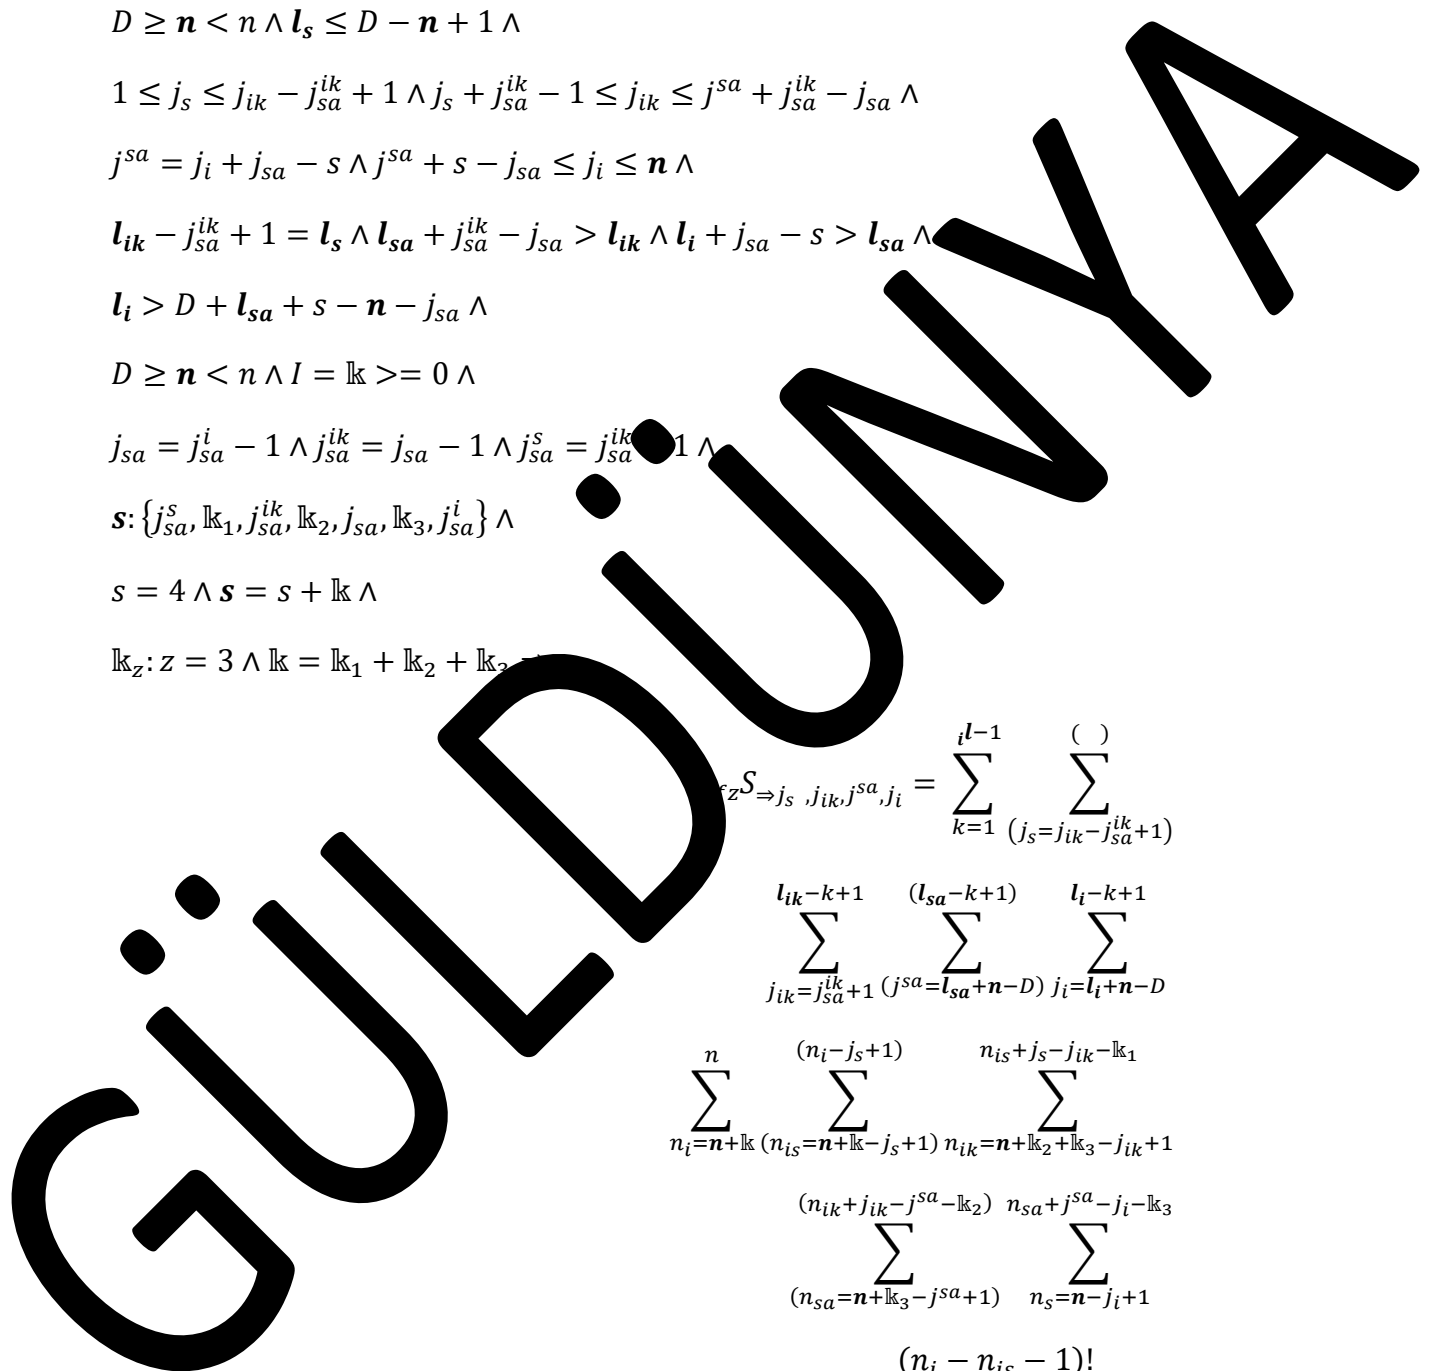 D ≥ n < n ∧ l_s ≤ D − n + 1 ∧
1 ≤ j_s ≤ j_ik − j_sa^ik + 1 ∧ j_s + j_sa^ik − 1 ≤ j_ik ≤ j^sa + j_sa^ik − j_sa ∧
j^sa = j_i + j_sa − s ∧ j^sa + s − j_sa ≤ j_i ≤ n ∧
l_ik − j_sa^ik + 1 = l_s ∧ l_sa + j_sa^ik − j_sa > l_ik ∧ l_i + j_sa − s > l_sa ∧
l_i > D + l_sa + s − n − j_sa ∧
D ≥ n < n ∧ I = 𝕜 >= 0 ∧
j_sa = j_sa^i − 1 ∧ j_sa^ik = j_sa − 1 ∧ j_sa^s = j_sa^ik 1 ∧
s: {j_sa^s, 𝕜_1, j_sa^ik, 𝕜_2, j_sa, 𝕜_3, j_sa^i} ∧
s = 4 ∧ s = s + 𝕜 ∧
𝕜_z: z = 3 ∧ 𝕜 = 𝕜_1 + 𝕜_2 + 𝕜_3
_z S_{⇒j_s ,j_ik,j^sa,j_i} = ∑_{k=1}^{_i l−1} ∑_{(j_s=j_ik−j_sa^ik+1)}^{( )}
∑_{j_ik=j_sa^ik+1}^{l_ik−k+1} ∑_{(j^sa=l_sa+n−D)}^{(l_sa−k+1)} ∑_{j_i=l_i+n−D}^{l_i−k+1}
∑_{n_i=n+𝕜}^{n} ∑_{(n_is=n+𝕜−j_s+1)}^{(n_i−j_s+1)} ∑_{n_ik=n+𝕜_2+𝕜_3−j_ik+1}^{n_is+j_s−j_ik−𝕜_1}
∑_{(n_sa=n+𝕜_3−j^sa+1)}^{(n_ik+j_ik−j^sa−𝕜_2)} ∑_{n_s=n−j_i+1}^{n_sa+j^sa−j_i−𝕜_3}
(n_i − n_is − 1)!
GÜLDÜNYA